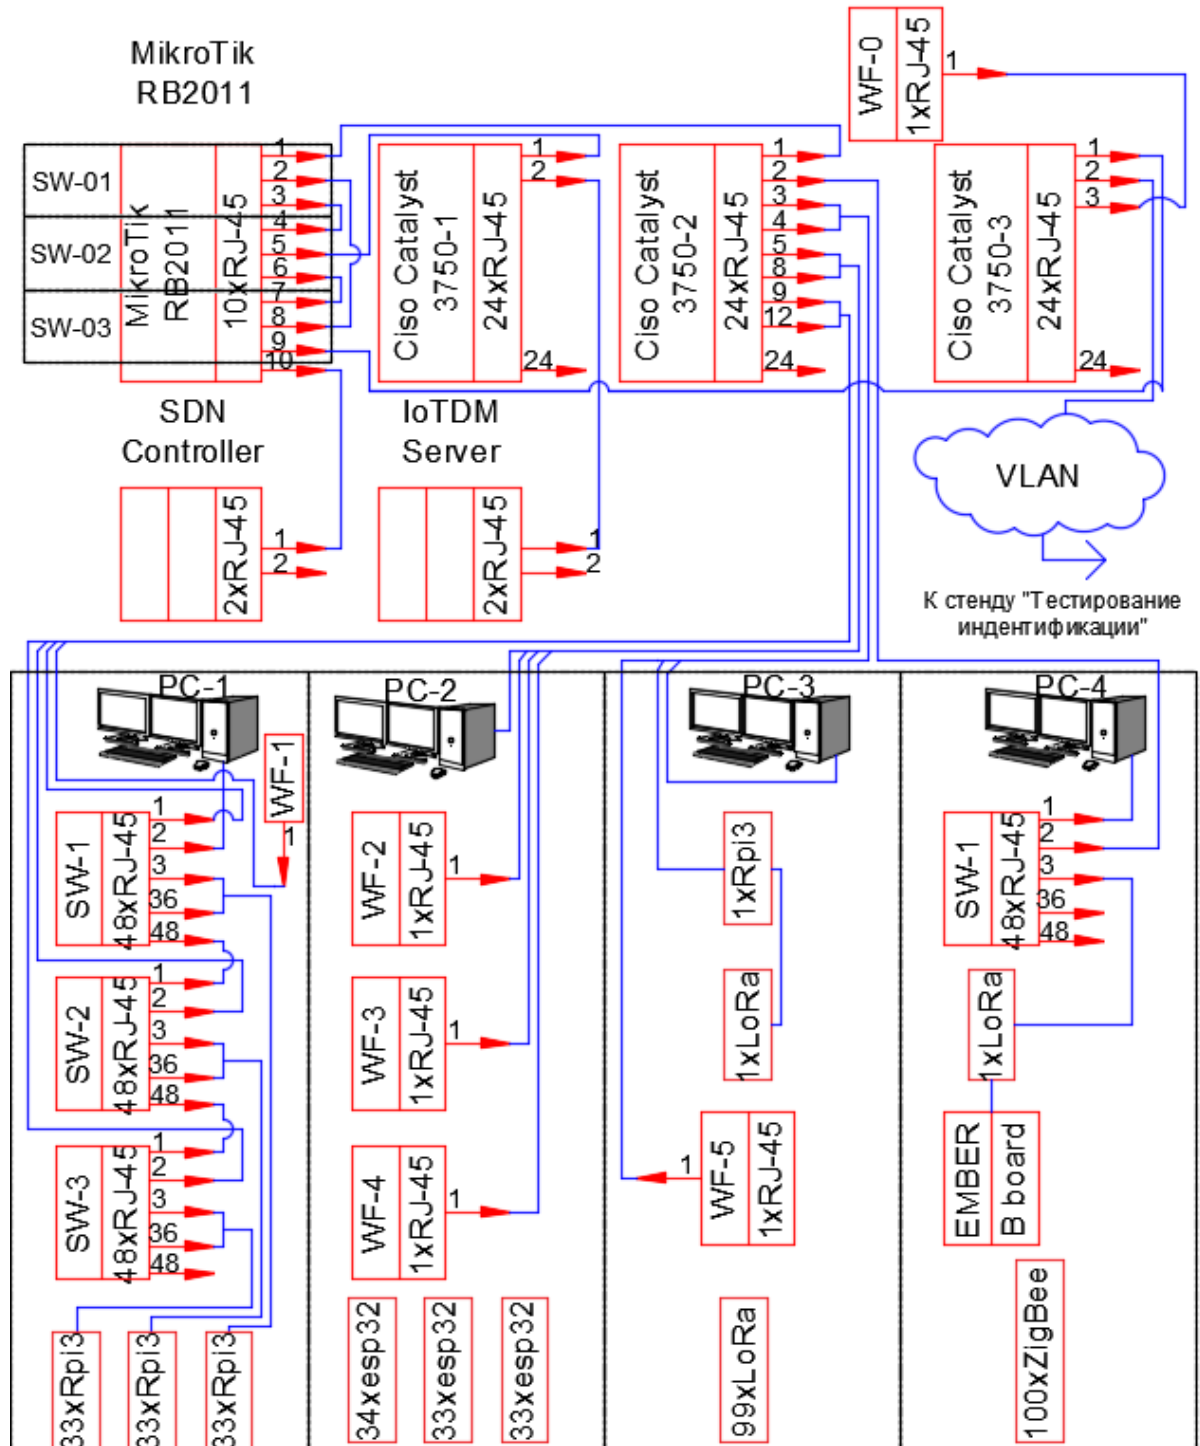 MikroTik
RB2011
WF-0
1xRJ-45
1
SW-01
SW-02
SW-03
MikroTik
RB2011
10xRJ-45
1
2
3
4
5
6
7
8
9
10
Ciso Catalyst
3750-1
24xRJ-45
1
2
24
Ciso Catalyst
3750-2
24xRJ-45
1
2
3
4
5
8
9
12
24
Ciso Catalyst
3750-3
24xRJ-45
1
2
3
24
SDN
Controller
2xRJ-45
1
2
IoTDM
Server
2xRJ-45
1
2
VLAN
К стенду "Тестирование
индентификации"
PC-1
WF-1
1
SW-1
48xRJ-45
1
2
3
36
48
SW-2
48xRJ-45
1
2
3
36
48
SW-3
48xRJ-45
1
2
3
36
48
33xRpi3
33xRpi3
33xRpi3
PC-2
WF-2
1xRJ-45
1
WF-3
1xRJ-45
1
WF-4
1xRJ-45
1
34xesp32
33xesp32
33xesp32
PC-3
1xRpi3
1xLoRa
1
WF-5
1xRJ-45
99xLoRa
PC-4
SW-1
48xRJ-45
1
2
3
36
48
1xLoRa
EMBER
B board
100xZigBee